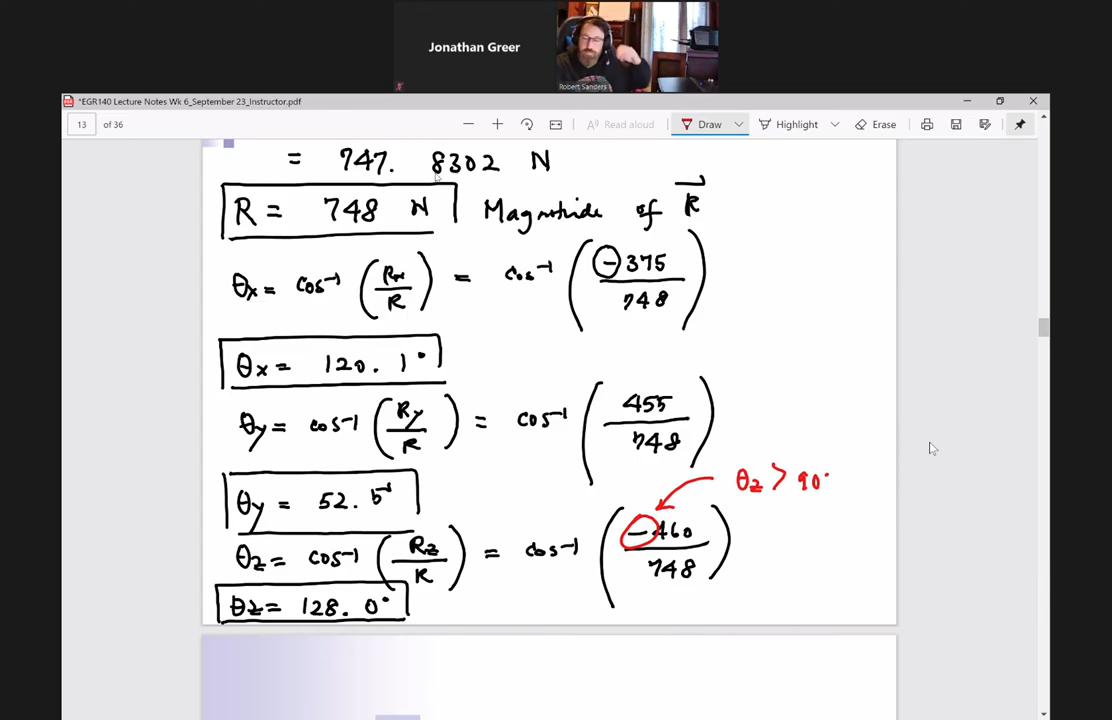 Jonathan Greer
Robert Sanders
*EGR140 Lecture Notes Wk 6_September 23_Instructor.pdf
13 of 36
Read aloud
Draw
Highlight
Erase
= 747. 8302 N
R = 748 N Magnitude of R⃗
θx = cos⁻¹ (Rx/R) = cos⁻¹ (-375/748)
θx = 120. 1°
θy = cos⁻¹ (Ry/R) = cos⁻¹ (455/748)
θy = 52. 5°
θz > 90°
θz = cos⁻¹ (Rz/R) = cos⁻¹ (-460/748)
θz = 128. 0°